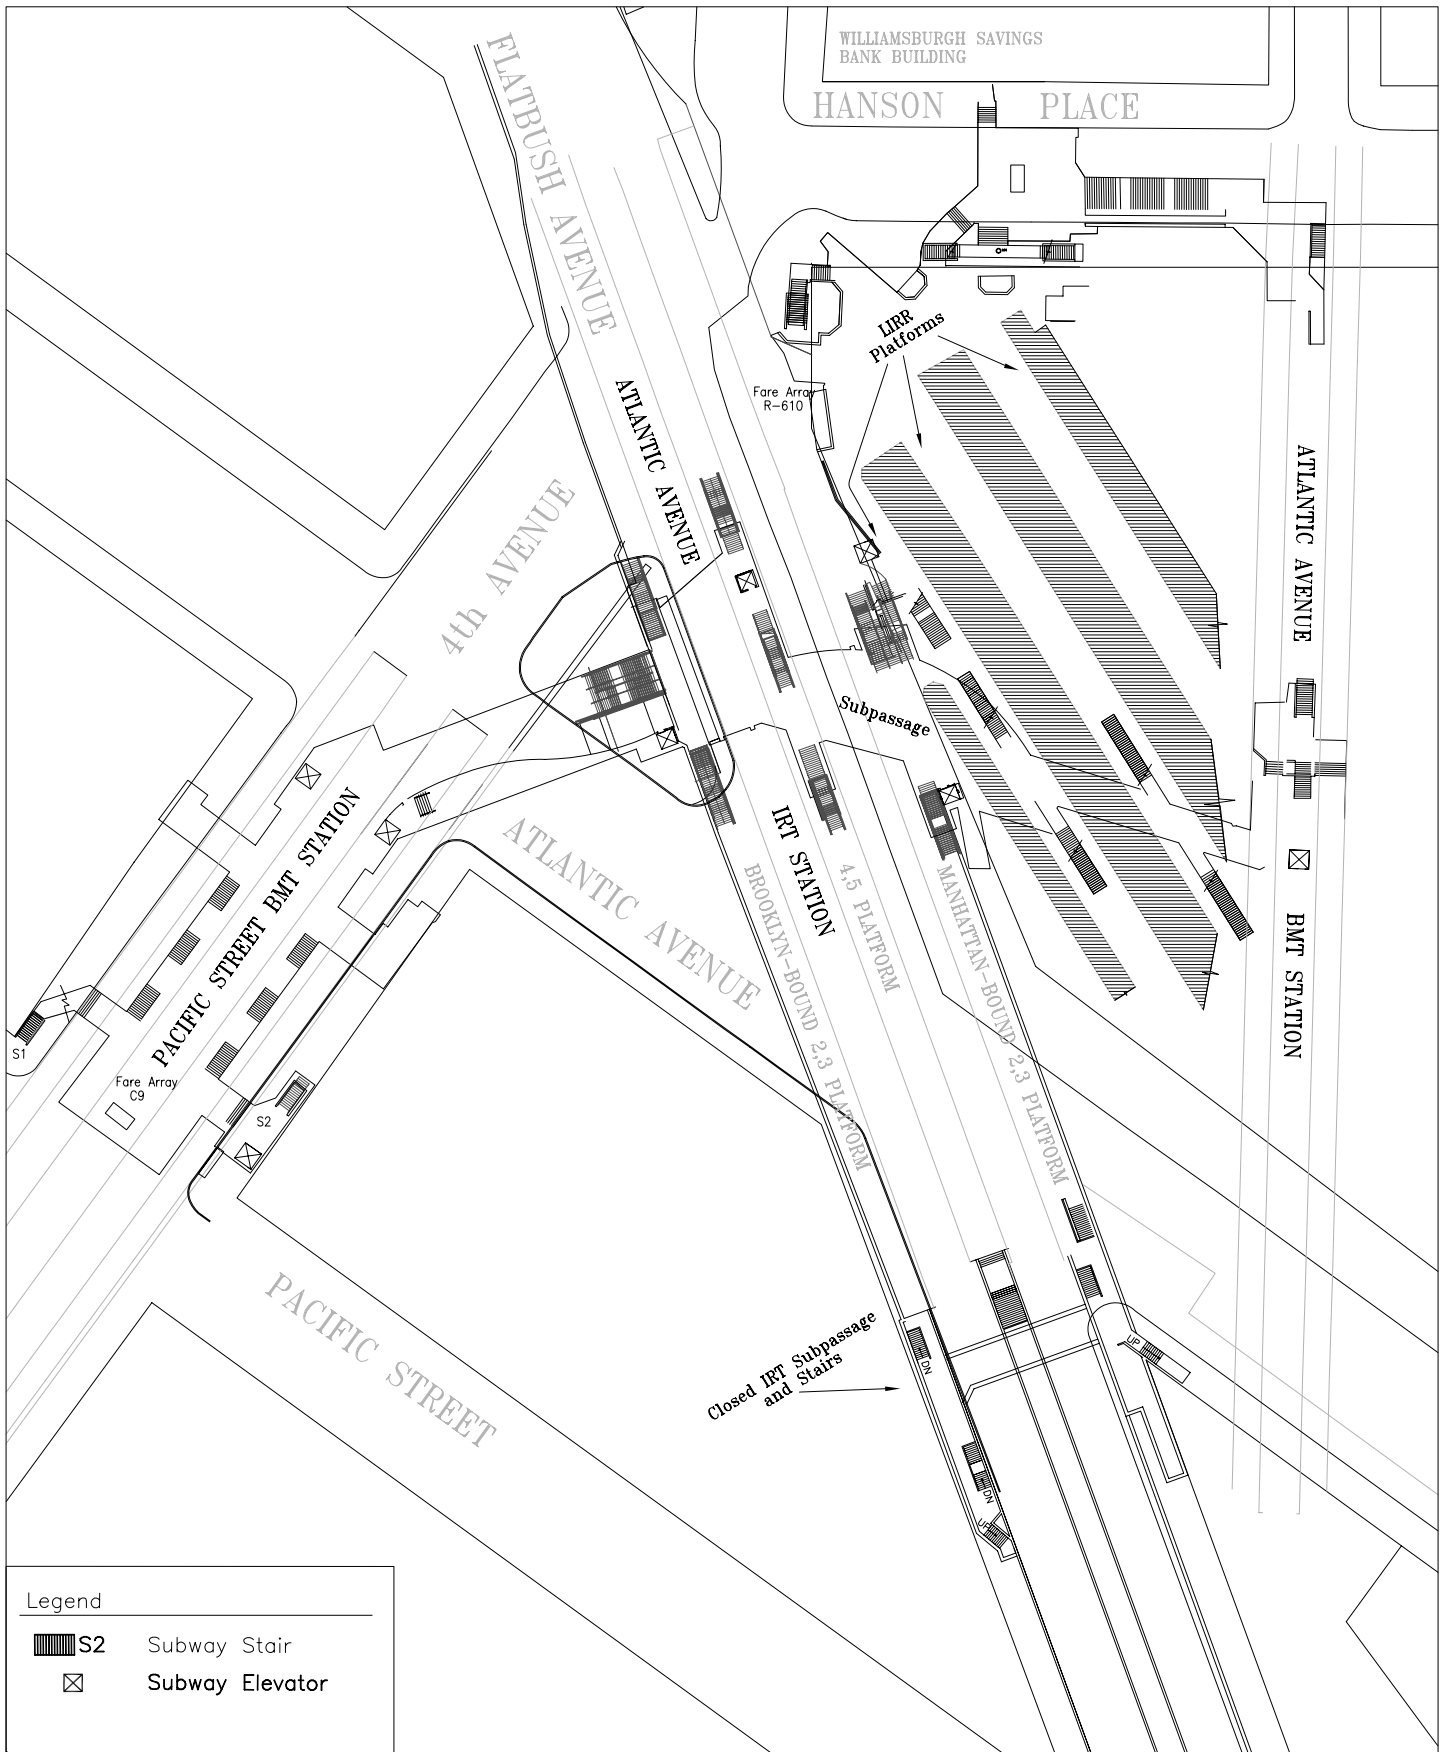 WILLIAMSBURGH SAVINGS
BANK BUILDING
HANSON PLACE
FLATBUSH AVENUE
LIRR
Platforms
Fare Array
R-610
ATLANTIC AVENUE
ATLANTIC AVENUE
4th AVENUE
Subpassage
PACIFIC STREET BMT STATION
ATLANTIC AVENUE
IRT STATION
BROOKLYN-BOUND 2,3 PLATFORM
4,5 PLATFORM
MANHATTAN-BOUND 2,3 PLATFORM
BMT STATION
S1
Fare Array
C9
S2
PACIFIC STREET
Closed IRT Subpassage
and Stairs
DN
UP
DN
UP
Legend
S2 Subway Stair
Subway Elevator